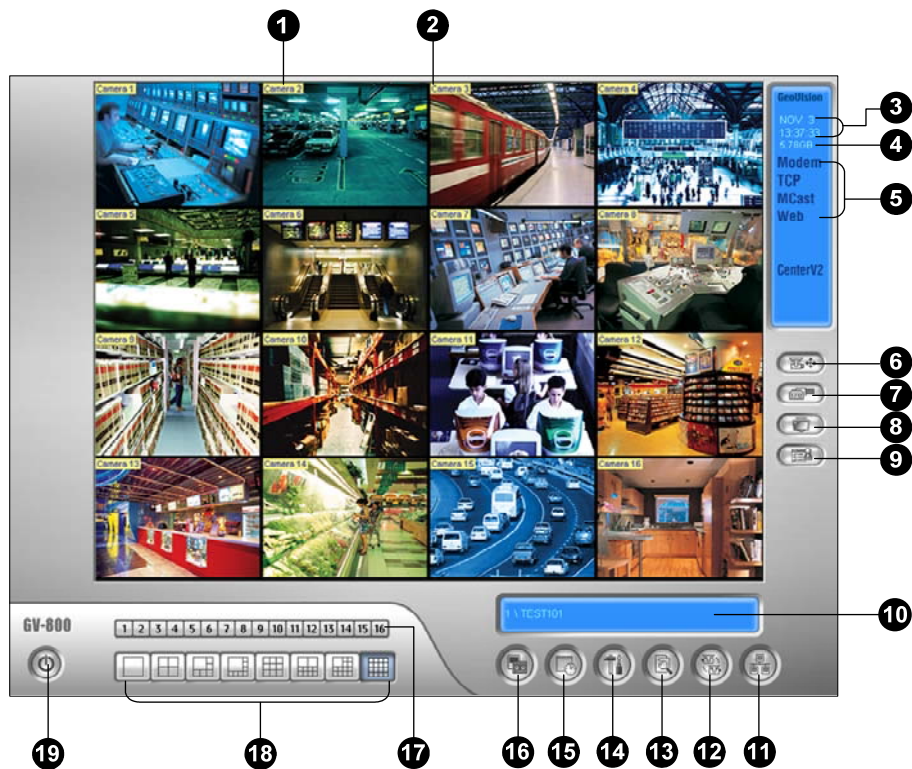 1 2
Camera 1 Camera 2 Camera 3 Camera 4
GeoVision
NOV 3
13:37:33
5.78GB
Modem
TCP
MCast
Web
CenterV2
3
4
5
Camera 5 Camera 6 Camera 7 Camera 8
Camera 9 Camera 10 Camera 11 Camera 12
6
7
8
9
Camera 13 Camera 14 Camera 15 Camera 16
1 \ TEST101
10
GV-800
1 2 3 4 5 6 7 8 9 10 11 12 13 14 15 16
19 18 17 16 15 14 13 12 11